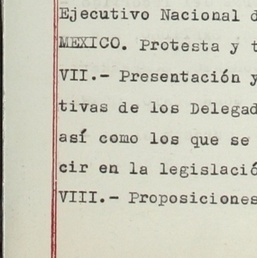 Ejecutivo Nacional d
MEXICO. Protesta y t
VII.- Presentación y
tivas de los Delegad
así como los que se
cir en la legislació
VIII.- Proposiciones